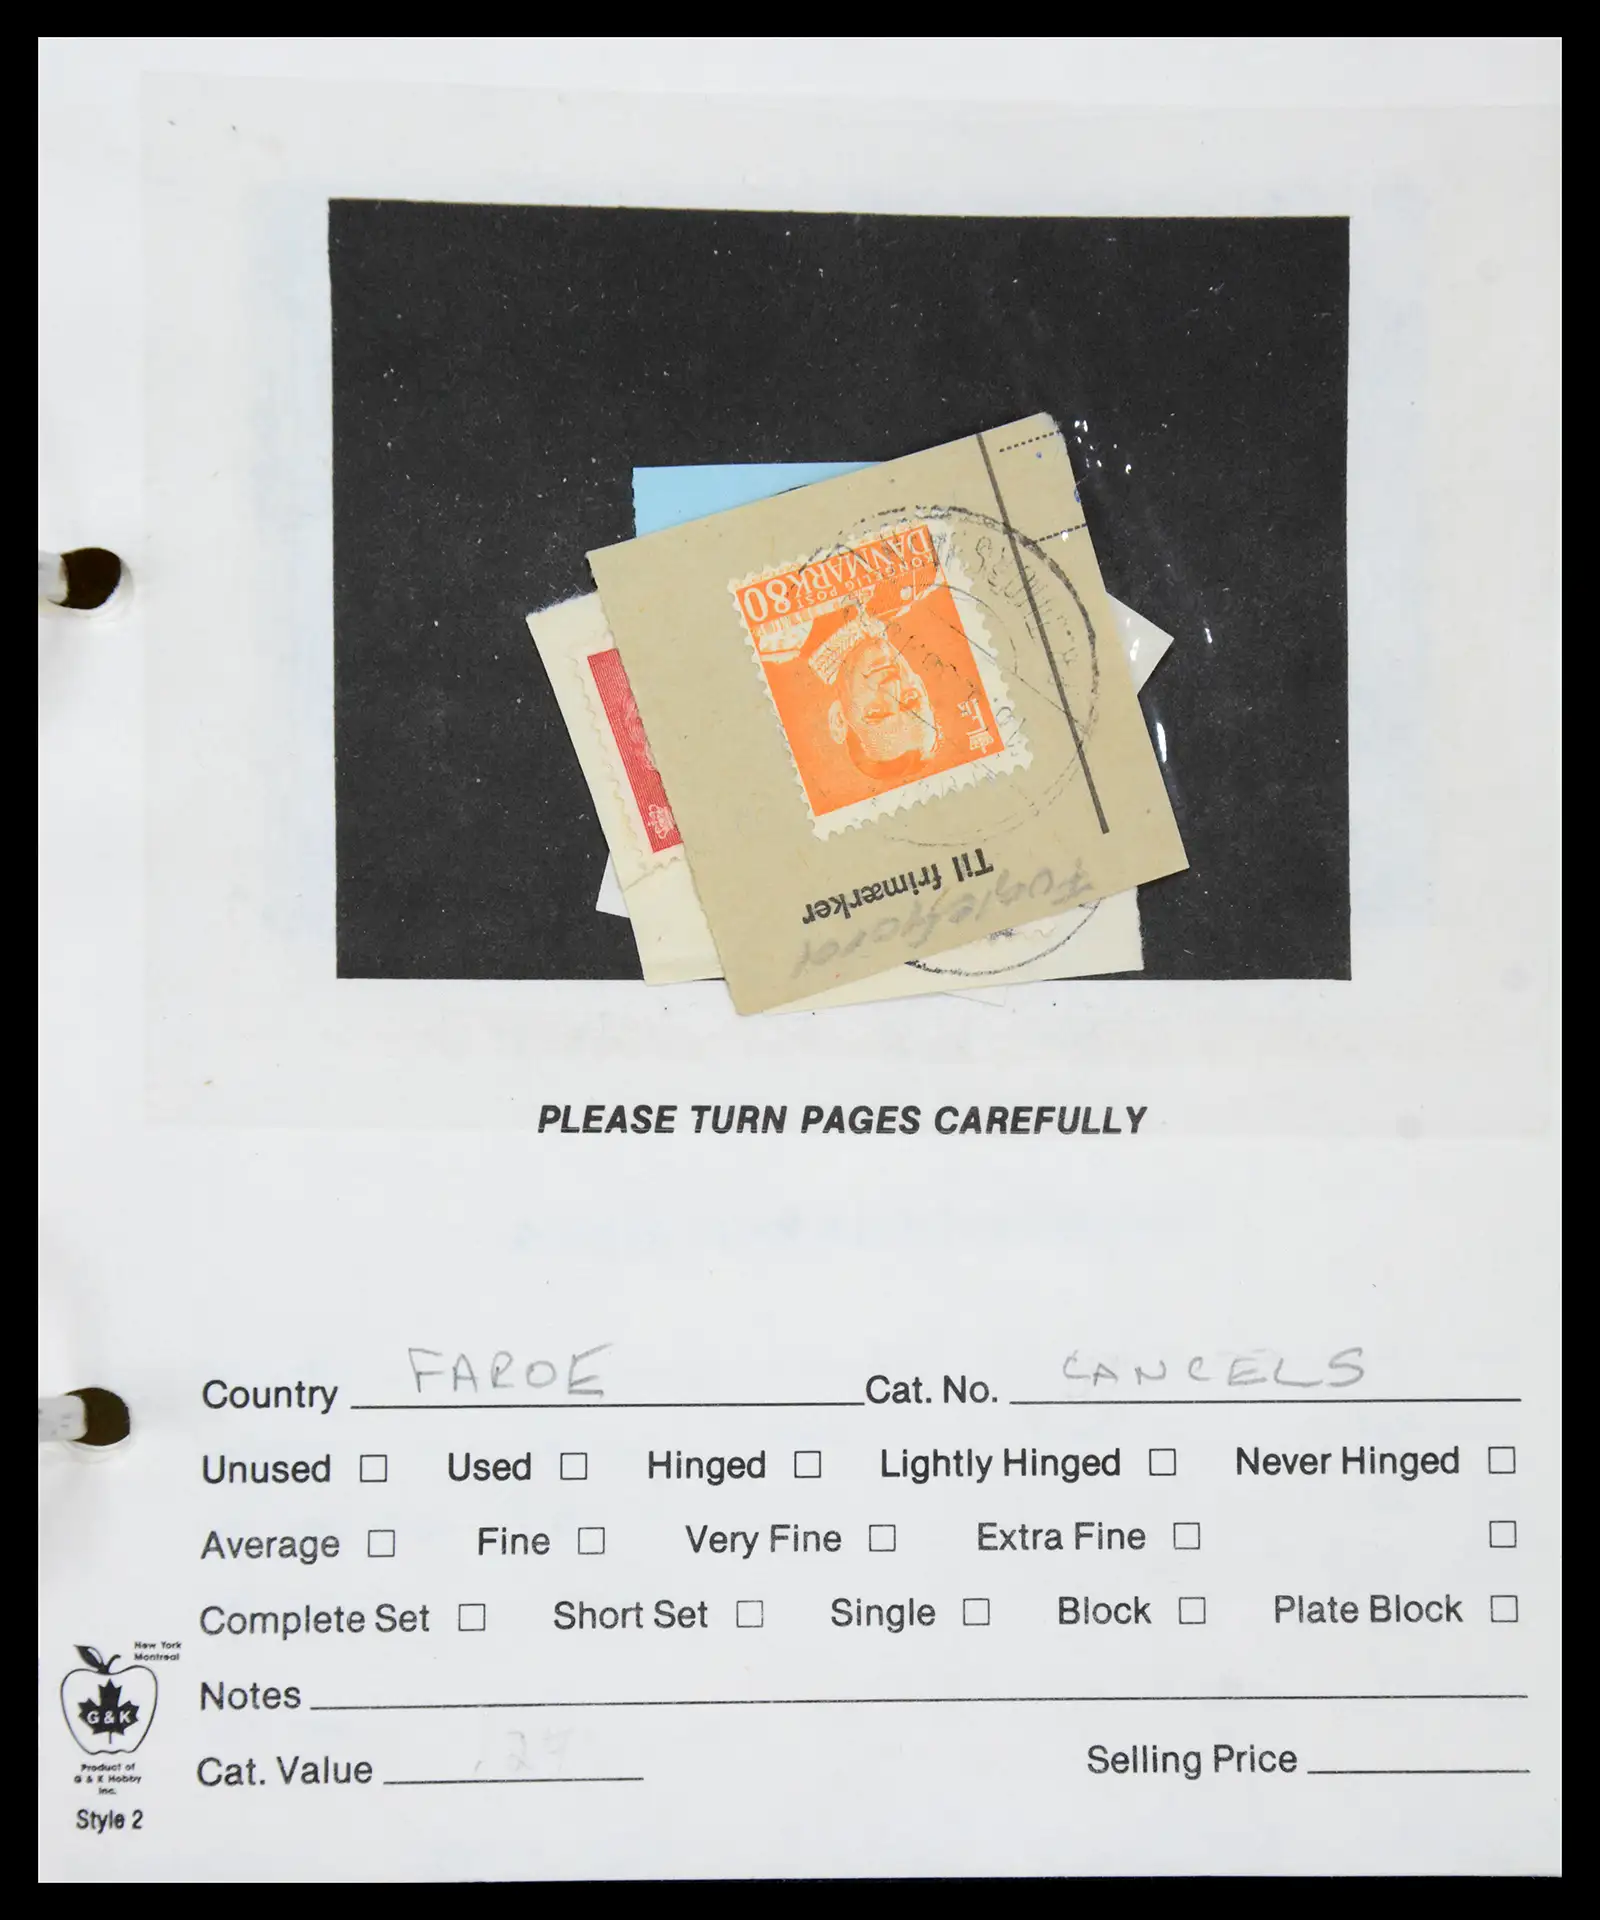 DANMARK 80
KONGELIG
POST
Til frimærker
Fuglefjord
PLEASE TURN PAGES CAREFULLY
Country FAROE Cat. No. CANCELS
Unused Used Hinged Lightly Hinged Never Hinged
Average Fine Very Fine Extra Fine
Complete Set Short Set Single Block Plate Block
New York
Montreal
G & K
Notes
Product of
G & K Hobby
Inc.
Style 2
Cat. Value Selling Price